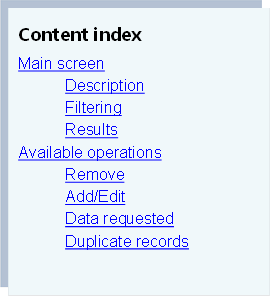 Content index
Main screen
Description
Filtering
Results
Available operations
Remove
Add/Edit
Data requested
Duplicate records